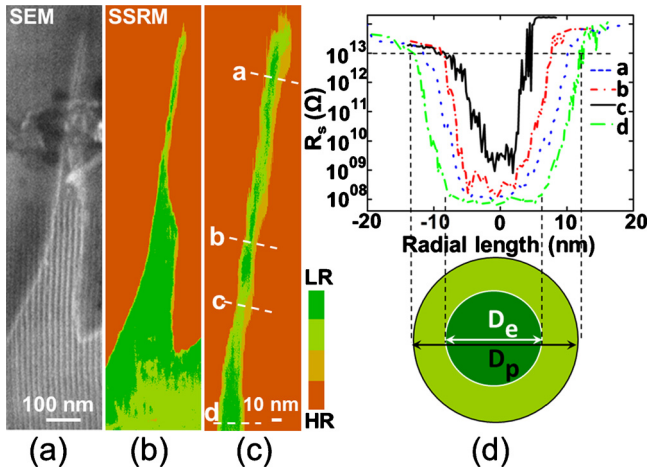 SEM
100 nm
(a)
SSRM
(b)
a
b
c
d
10 nm
LR
HR
(c)
Rs (Ω)
10^13
10^12
10^11
10^10
10^09
10^08
a
b
c
d
-20 -10 0 10 20
Radial length (nm)
De
Dp
(d)